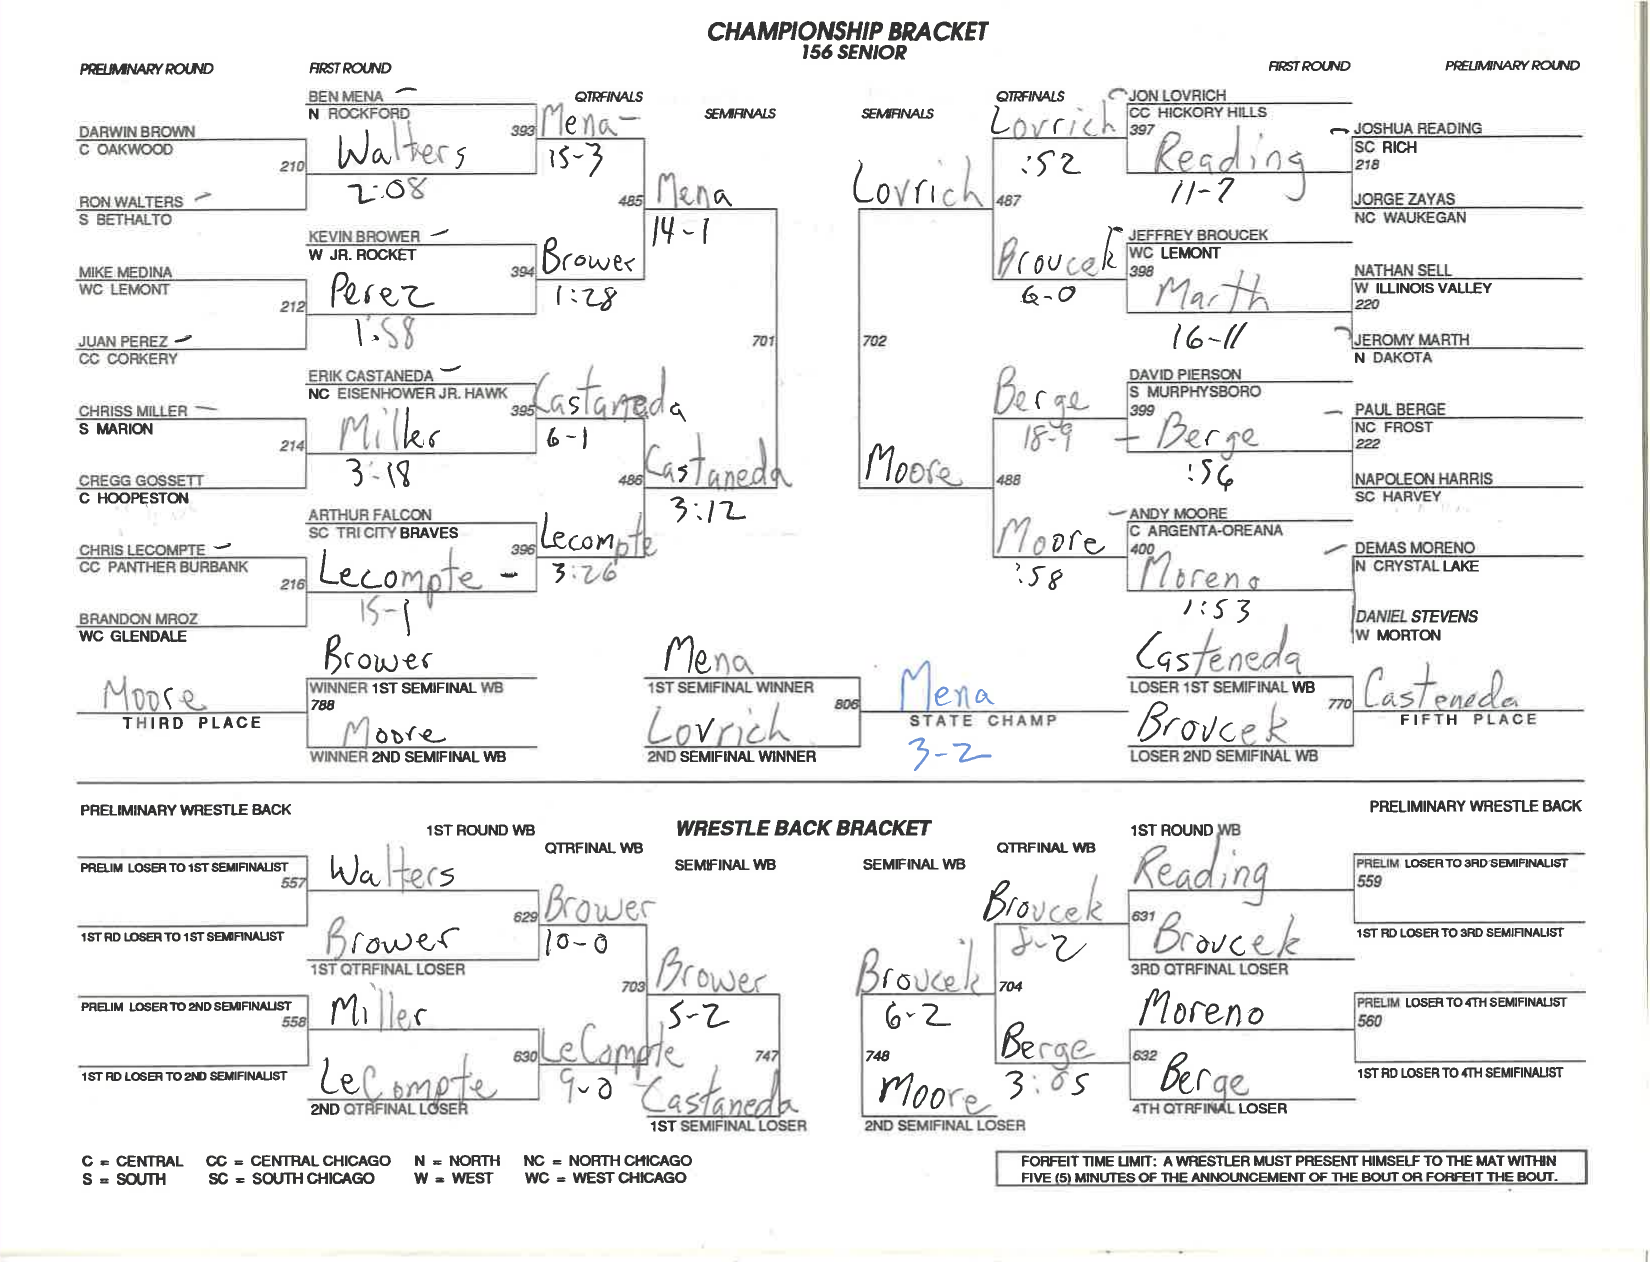 CHAMPIONSHIP BRACKET
156 SENIOR
PRELIMINARY ROUND
FIRST ROUND
QTRFINALS
SEMIFINALS
SEMIFINALS
QTRFINALS
FIRST ROUND
PRELIMINARY ROUND
BEN MENA
N ROCKFORD
DARWIN BROWN
C OAKWOOD
210
RON WALTERS
S BETHALTO
Walters
2:08
393
Mena
15-3
KEVIN BROWER
W JR. ROCKET
MIKE MEDINA
WC LEMONT
212
JUAN PEREZ
CC CORKERY
Perez
1:58
394
Brower
1:28
485
Mena
14-1
ERIK CASTANEDA
NC EISENHOWER JR. HAWK
CHRISS MILLER
S MARION
214
CREGG GOSSETT
C HOOPESTON
Miller
3:18
395
Castaneda
6-1
ARTHUR FALCON
SC TRI CITY BRAVES
CHRIS LECOMPTE
CC PANTHER BURBANK
216
BRANDON MROZ
WC GLENDALE
Lecompte
15-1
396
Lecompte
3:26
486
Castaneda
3:12
701
JON LOVRICH
CC HICKORY HILLS
397
Reading
11-7
JOSHUA READING
SC RICH
218
JORGE ZAYAS
NC WAUKEGAN
Lovrich
:52
JEFFREY BROUCEK
WC LEMONT
398
Marth
16-11
NATHAN SELL
W ILLINOIS VALLEY
220
JEROMY MARTH
N DAKOTA
Broucek
6-0
487
Lovrich
702
DAVID PIERSON
S MURPHYSBORO
399
Berge
:56
PAUL BERGE
NC FROST
222
NAPOLEON HARRIS
SC HARVEY
Berge
18-9
ANDY MOORE
C ARGENTA-OREANA
400
Moreno
1:53
DEMAS MORENO
N CRYSTAL LAKE
DANIEL STEVENS
W MORTON
Moore
:58
488
Moore
Moore
THIRD PLACE
Brower
WINNER 1ST SEMIFINAL WB
788
Moore
WINNER 2ND SEMIFINAL WB
Mena
1ST SEMIFINAL WINNER
806
Lovrich
2ND SEMIFINAL WINNER
Mena
STATE CHAMP
3-2
Casteneda
LOSER 1ST SEMIFINAL WB
770
Broucek
LOSER 2ND SEMIFINAL WB
Casteneda
FIFTH PLACE
PRELIMINARY WRESTLE BACK
1ST ROUND WB
QTRFINAL WB
WRESTLE BACK BRACKET
SEMIFINAL WB
SEMIFINAL WB
QTRFINAL WB
1ST ROUND WB
PRELIMINARY WRESTLE BACK
PRELIM LOSER TO 1ST SEMIFINALIST
557
1ST RD LOSER TO 1ST SEMIFINALIST
Walters
629
Brower
1ST QTRFINAL LOSER
Brower
10-0
PRELIM LOSER TO 2ND SEMIFINALIST
558
1ST RD LOSER TO 2ND SEMIFINALIST
Miller
630
LeCompte
2ND QTRFINAL LOSER
LeCompte
9-0
703
Brower
5-2
747
Castaneda
1ST SEMIFINAL LOSER
Broucek
6-2
748
Moore
2ND SEMIFINAL LOSER
704
Broucek
8-2
Reading
631
Broucek
3RD QTRFINAL LOSER
PRELIM LOSER TO 3RD SEMIFINALIST
559
1ST RD LOSER TO 3RD SEMIFINALIST
Berge
3:05
Moreno
632
Berge
4TH QTRFINAL LOSER
PRELIM LOSER TO 4TH SEMIFINALIST
560
1ST RD LOSER TO 4TH SEMIFINALIST
C = CENTRAL CC = CENTRAL CHICAGO N = NORTH NC = NORTH CHICAGO
S = SOUTH SC = SOUTH CHICAGO W = WEST WC = WEST CHICAGO
FORFEIT TIME LIMIT: A WRESTLER MUST PRESENT HIMSELF TO THE MAT WITHIN
FIVE (5) MINUTES OF THE ANNOUNCEMENT OF THE BOUT OR FORFEIT THE BOUT.